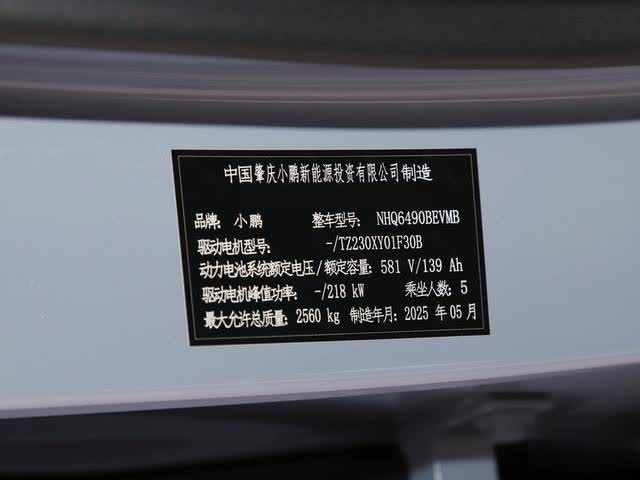 中国肇庆小鹏新能源投资有限公司制造
品牌: 小鹏 整车型号: NHQ6490BEVMB
驱动电机型号: -/TZ230XY01F30B
动力电池系统额定电压/额定容量: 581 V/139 Ah
驱动电机峰值功率: -/218 kW 乘坐人数: 5
最大允许总质量: 2560 kg 制造年月: 2025 年 05 月